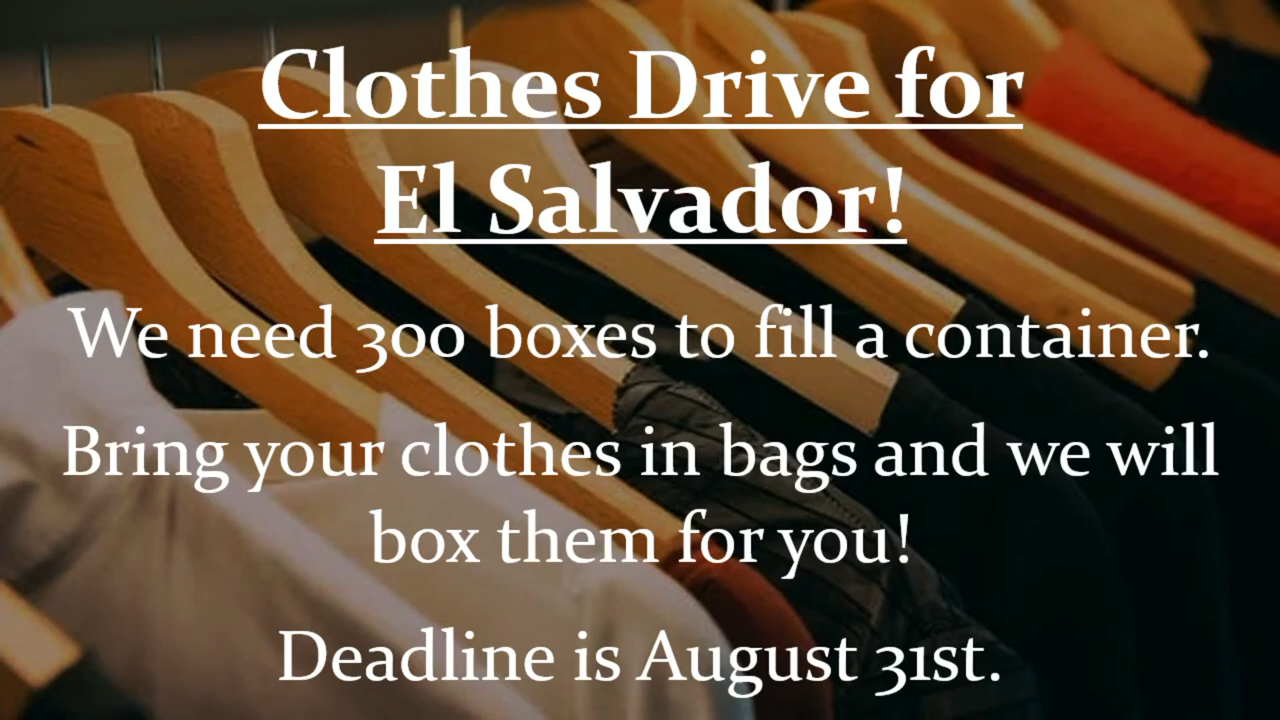 Clothes Drive for
El Salvador!
We need 300 boxes to fill a container.
Bring your clothes in bags and we will
box them for you!
Deadline is August 31st.